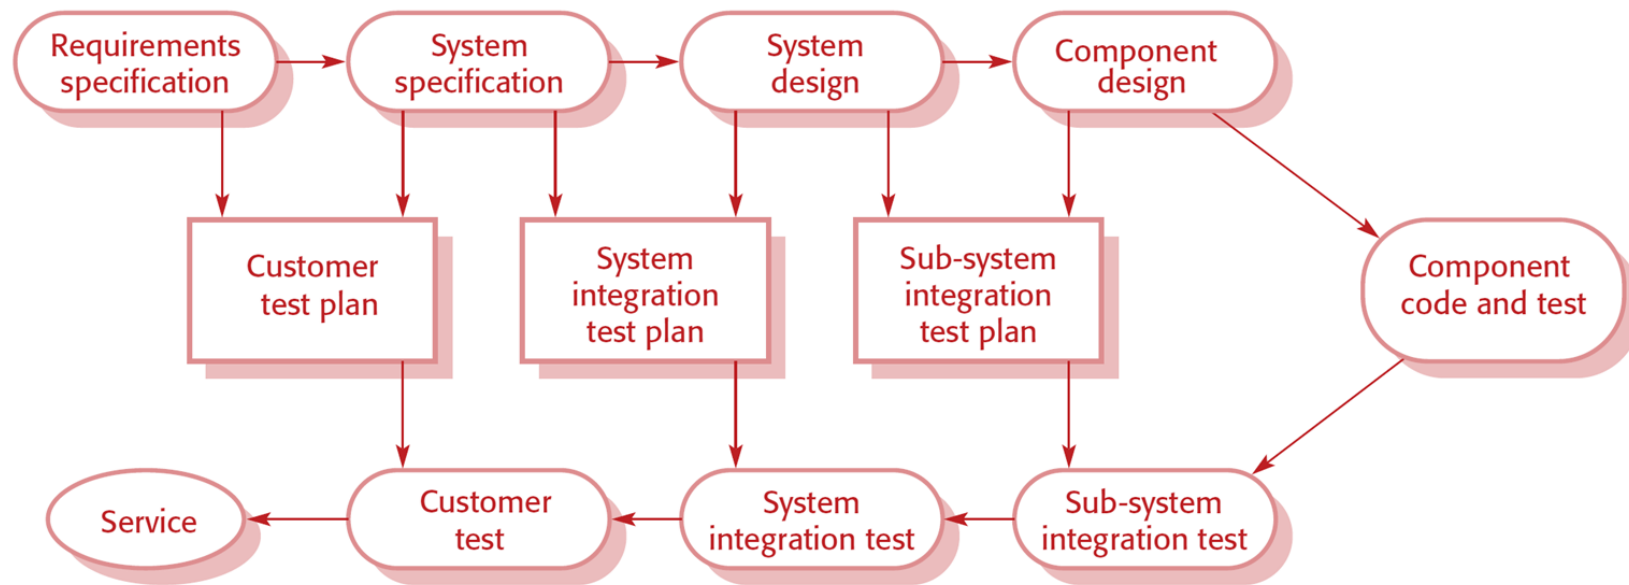 Requirements
specification
System
specification
System
design
Component
design
Customer
test plan
System
integration
test plan
Sub-system
integration
test plan
Component
code and test
Service
Customer
test
System
integration test
Sub-system
integration test